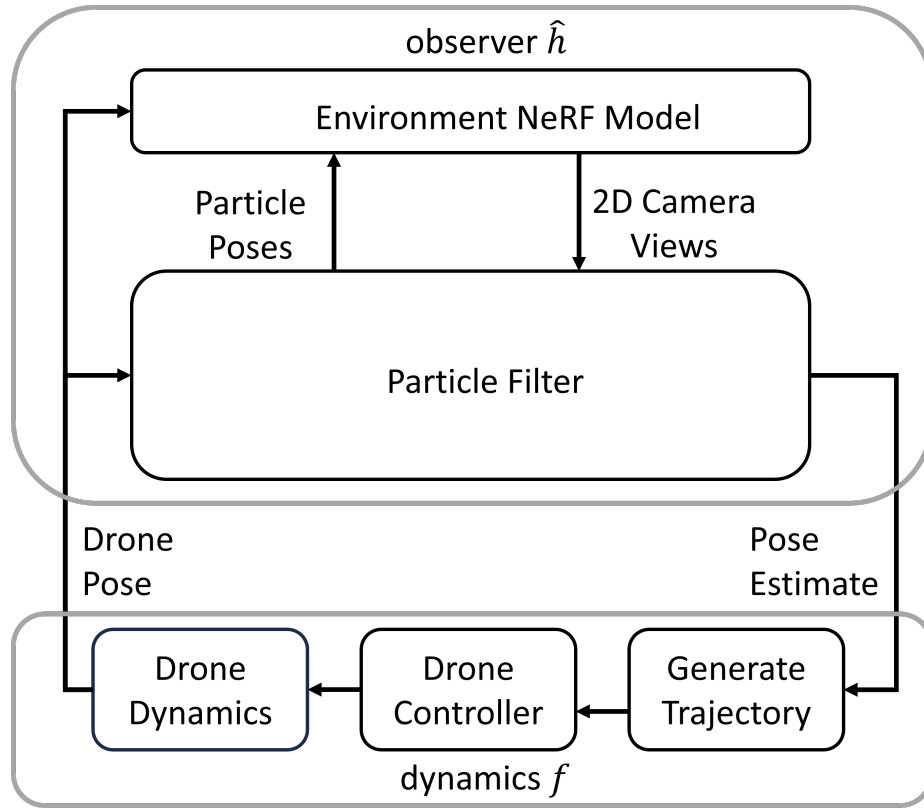 observer ĥ
Environment NeRF Model
Particle
Poses
2D Camera
Views
Particle Filter
Drone
Pose
Pose
Estimate
Drone
Dynamics
Drone
Controller
Generate
Trajectory
dynamics f